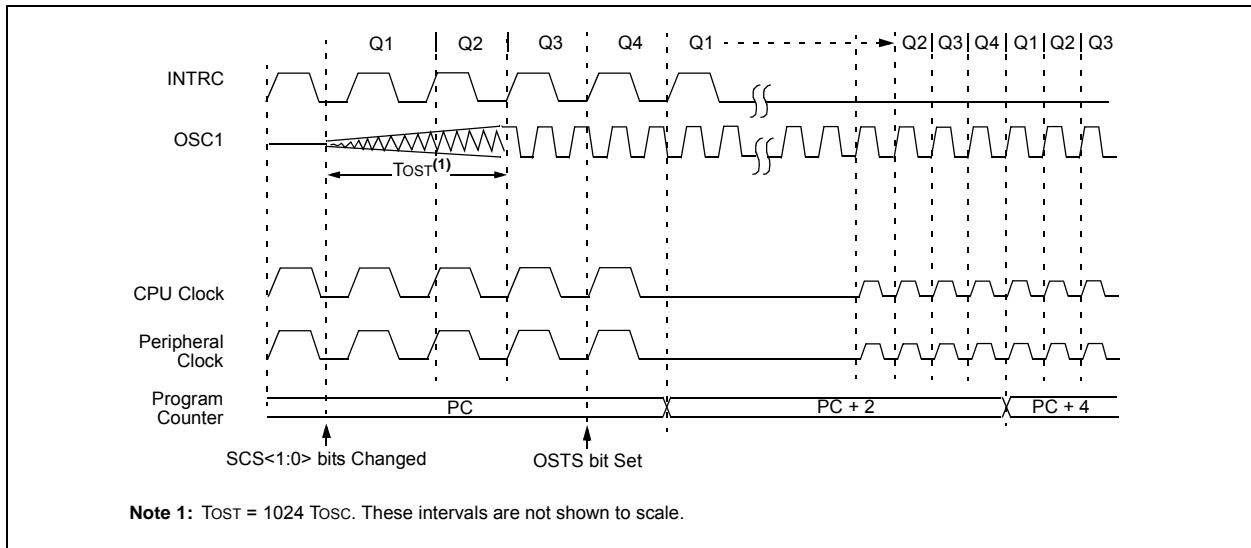 Q1 Q2 Q3 Q4 Q1 Q2 Q3 Q4 Q1 Q2 Q3
INTRC
OSC1
TOST(1)
CPU Clock
Peripheral
Clock
Program
Counter
PC PC + 2 PC + 4
SCS<1:0> bits Changed OSTS bit Set
Note 1: TOST = 1024 TOSC. These intervals are not shown to scale.